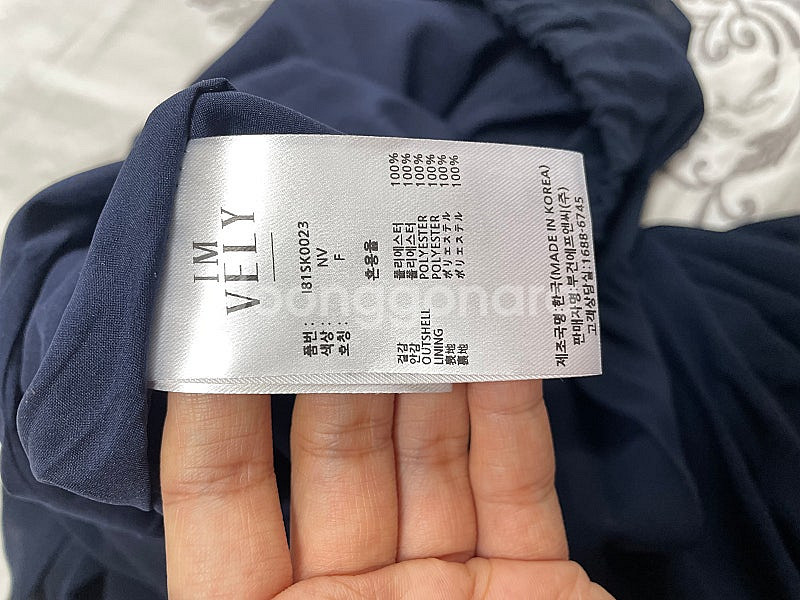 IM
VELY
품번 : I81SK0023
색상 : NV
호칭 : F
혼용율
겉감 폴리에스터 100%
안감 폴리에스터 100%
OUTSHELL POLYESTER 100%
LINING POLYESTER 100%
表地 ポリエステル 100%
裏地 ポリエステル 100%
제조국명:한국(MADE IN KOREA)
판매자명:부건에프엔씨(주)
고객상담실:1688-6745